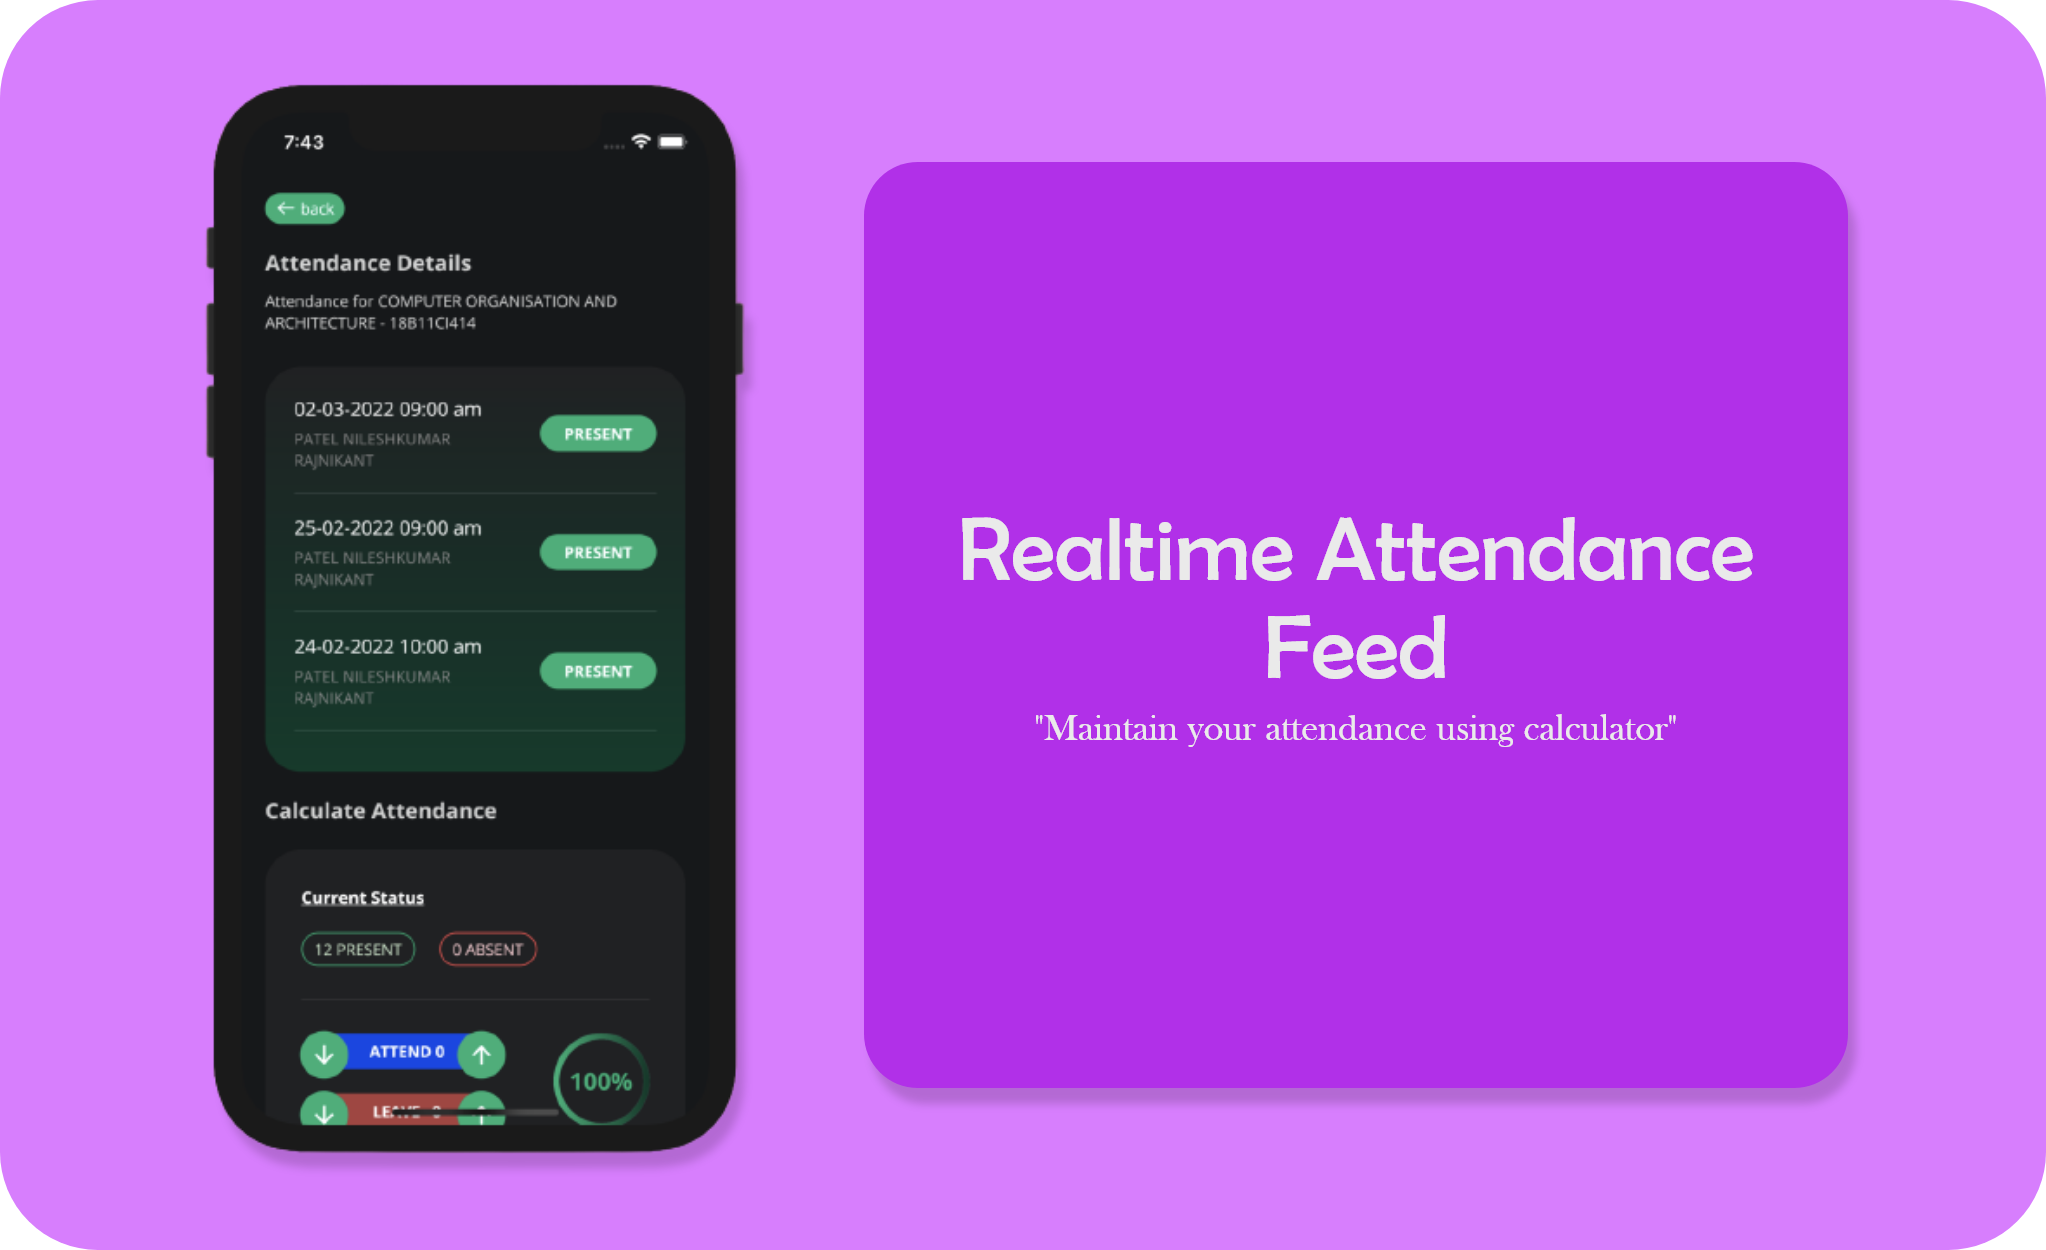 7:43
← back
Attendance Details
Attendance for COMPUTER ORGANISATION AND
ARCHITECTURE - 18B11CI414
02-03-2022 09:00 am
PATEL NILESHKUMAR
RAJNIKANT
PRESENT
25-02-2022 09:00 am
PATEL NILESHKUMAR
RAJNIKANT
PRESENT
24-02-2022 10:00 am
PATEL NILESHKUMAR
RAJNIKANT
PRESENT
Calculate Attendance
Current Status
12 PRESENT
0 ABSENT
ATTEND 0
LEAVE 0
100%
Realtime Attendance
Feed
"Maintain your attendance using calculator"